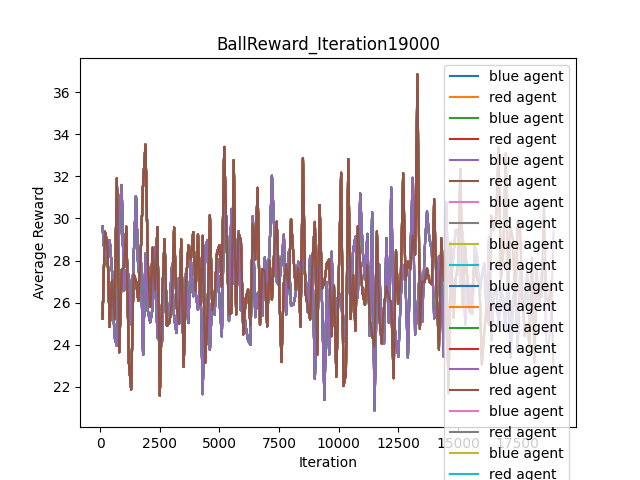 BallReward_Iteration19000
Average Reward
36
34
32
30
28
26
24
22
0 2500 5000 7500 10000 12500 15000 17500
Iteration
blue agent
red agent
blue agent
red agent
blue agent
red agent
blue agent
red agent
blue agent
red agent
blue agent
red agent
blue agent
red agent
blue agent
red agent
blue agent
red agent
blue agent
red agent